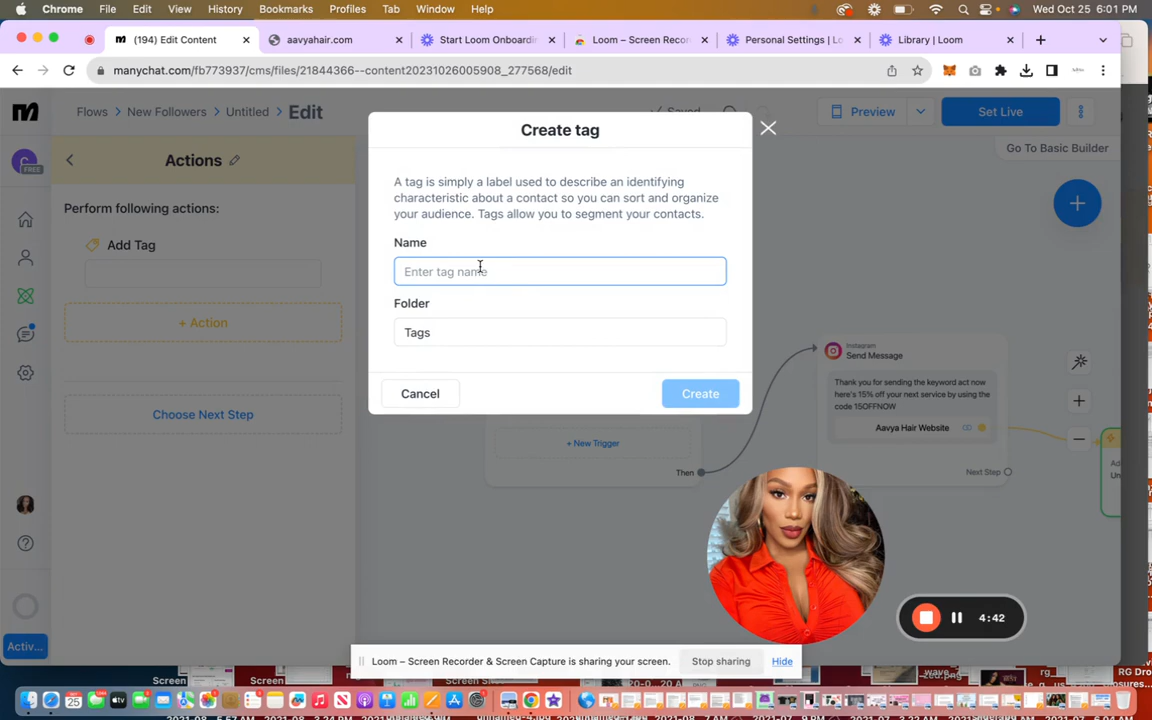 Chrome File Edit View History Bookmarks Profiles Tab Window Help Wed Oct 25 6:01 PM
(194) Edit Content
aavyahair.com
Start Loom Onboardin
Loom – Screen Recor
Personal Settings | Lo
Library | Loom
manychat.com/fb773937/cms/files/21844366--content20231026005908_277568/edit
Flows > New Followers > Untitled > Edit
Saved
Preview
Set Live
Go To Basic Builder
FREE
Actions
Perform following actions:
Add Tag
+ Action
Choose Next Step
Activ...
Create tag
A tag is simply a label used to describe an identifying
characteristic about a contact so you can sort and organize
your audience. Tags allow you to segment your contacts.
Name
Enter tag name
Folder
Tags
Cancel
Create
+ New Trigger
Then
Instagram
Send Message
Thank you for sending the keyword act now
here's 15% off your next service by using the
code 15OFFNOW
Aavya Hair Website
Next Step
4:42
Loom – Screen Recorder & Screen Capture is sharing your screen.
Stop sharing
Hide